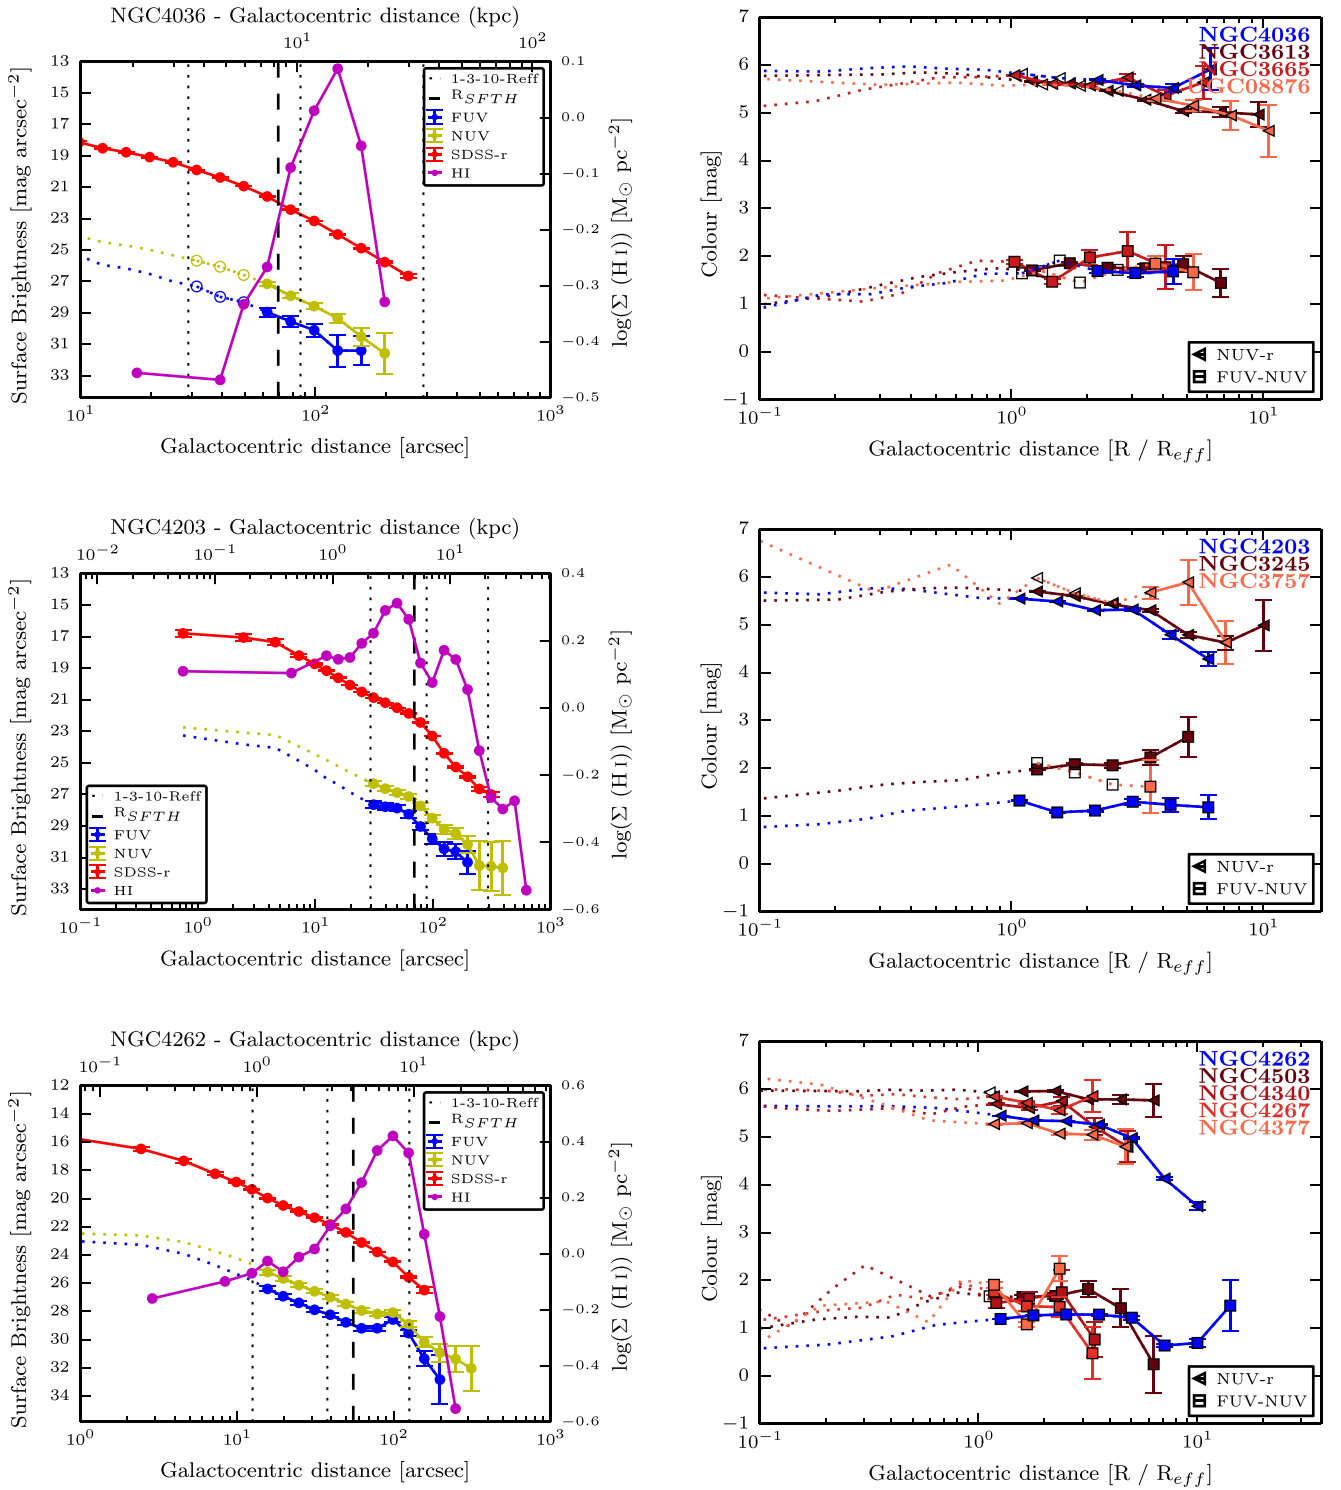 NGC4036 - Galactocentric distance (kpc)
10^1 10^2
13 15 17 19 21 23 25 27 29 31 33
Surface Brightness [mag arcsec^−2]
1-3-10-Reff
R_SFTH
FUV
NUV
SDSS-r
HI
0.1 0.0 −0.1 −0.2 −0.3 −0.4 −0.5
log(Σ (H I)) [M⊙ pc^−2]
10^1 10^2 10^3
Galactocentric distance [arcsec]
7 6 5 4 3 2 1 0 −1
Colour [mag]
NGC4036
NGC3613
NGC3665
UGC08876
NUV-r
FUV-NUV
10^−1 10^0 10^1
Galactocentric distance [R / R_eff]
NGC4203 - Galactocentric distance (kpc)
10^−2 10^−1 10^0 10^1
13 15 17 19 21 23 25 27 29 31 33
Surface Brightness [mag arcsec^−2]
1-3-10-Reff
R_SFTH
FUV
NUV
SDSS-r
HI
0.4 0.2 0.0 −0.2 −0.4 −0.6
log(Σ (H I)) [M⊙ pc^−2]
10^−1 10^0 10^1 10^2 10^3
Galactocentric distance [arcsec]
7 6 5 4 3 2 1 0 −1
Colour [mag]
NGC4203
NGC3245
NGC3757
NUV-r
FUV-NUV
10^−1 10^0 10^1
Galactocentric distance [R / R_eff]
NGC4262 - Galactocentric distance (kpc)
10^−1 10^0 10^1
12 14 16 18 20 22 24 26 28 30 32 34
Surface Brightness [mag arcsec^−2]
1-3-10-Reff
R_SFTH
FUV
NUV
SDSS-r
HI
0.6 0.4 0.2 0.0 −0.2 −0.4 −0.6
log(Σ (H I)) [M⊙ pc^−2]
10^0 10^1 10^2 10^3
Galactocentric distance [arcsec]
7 6 5 4 3 2 1 0 −1
Colour [mag]
NGC4262
NGC4503
NGC4340
NGC4267
NGC4377
NUV-r
FUV-NUV
10^−1 10^0 10^1
Galactocentric distance [R / R_eff]